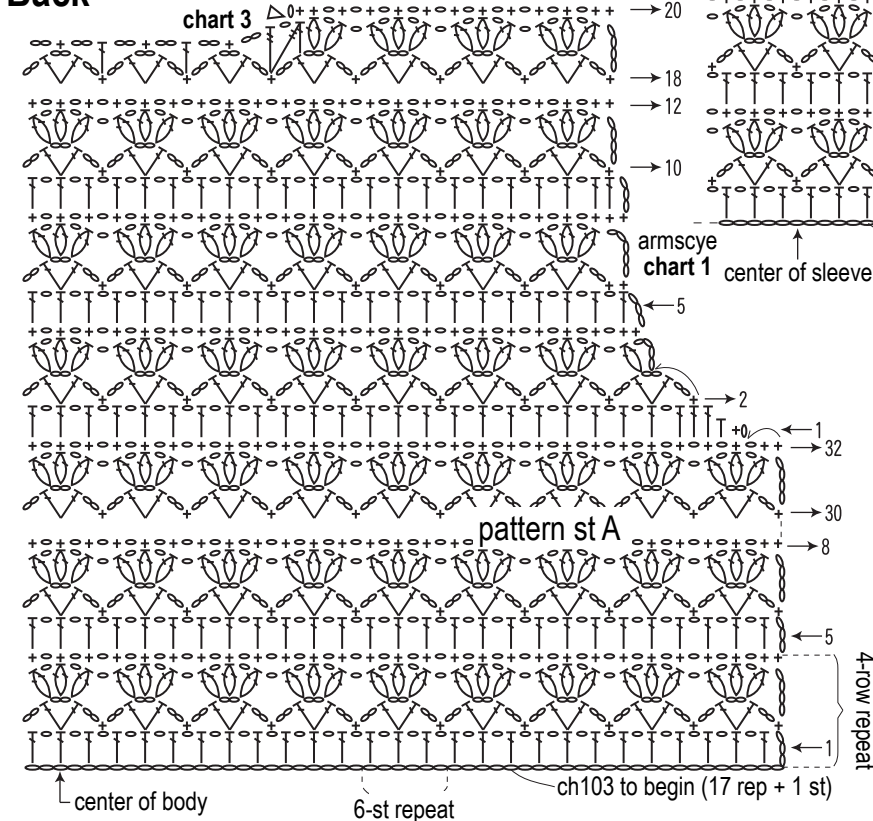 Back
chart 3
20
18
12
10
armscye
chart 1
center of sleeve
5
2
1
32
30
pattern st A
8
5
4-row repeat
1
ch103 to begin (17 rep + 1 st)
center of body
6-st repeat